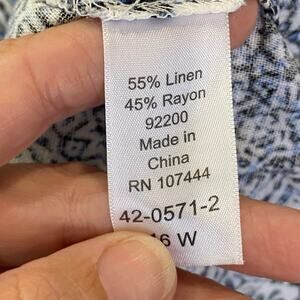 55% Linen
45% Rayon
92200
Made in
China
RN 107444
42-0571-2
16 W